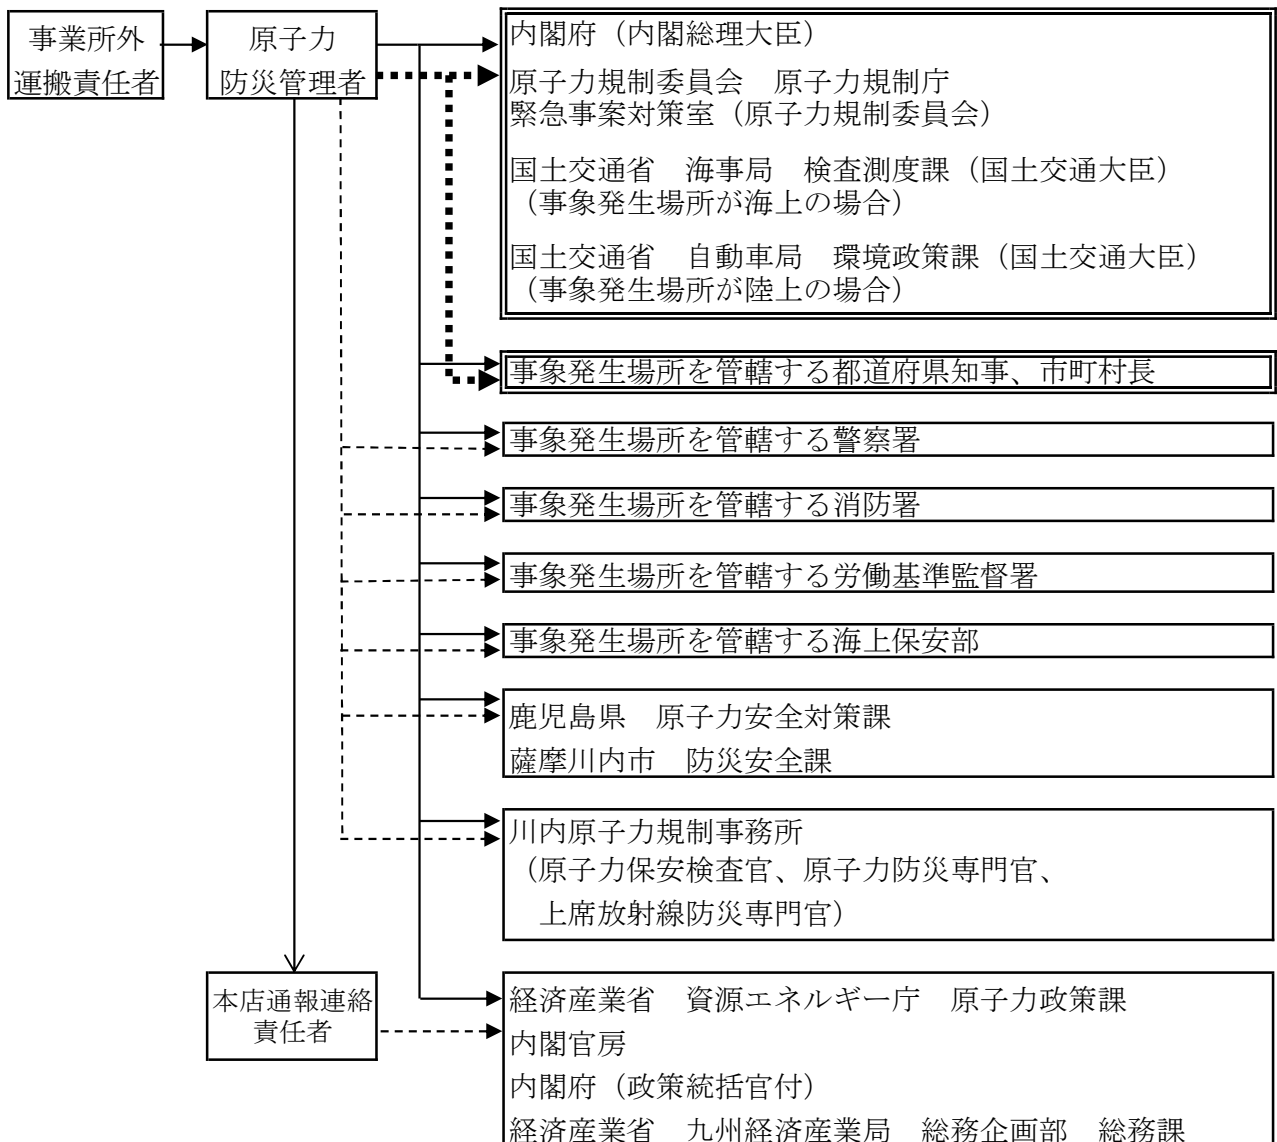 事業所外
運搬責任者
原子力
防災管理者
内閣府（内閣総理大臣）
原子力規制委員会　原子力規制庁
緊急事案対策室（原子力規制委員会）
国土交通省　海事局　検査測度課（国土交通大臣）
（事象発生場所が海上の場合）
国土交通省　自動車局　環境政策課（国土交通大臣）
（事象発生場所が陸上の場合）
事象発生場所を管轄する都道府県知事、市町村長
事象発生場所を管轄する警察署
事象発生場所を管轄する消防署
事象発生場所を管轄する労働基準監督署
事象発生場所を管轄する海上保安部
鹿児島県　原子力安全対策課
薩摩川内市　防災安全課
川内原子力規制事務所
（原子力保安検査官、原子力防災専門官、
上席放射線防災専門官）
本店通報連絡
責任者
経済産業省　資源エネルギー庁　原子力政策課
内閣官房
内閣府（政策統括官付）
経済産業省　九州経済産業局　総務企画部　総務課